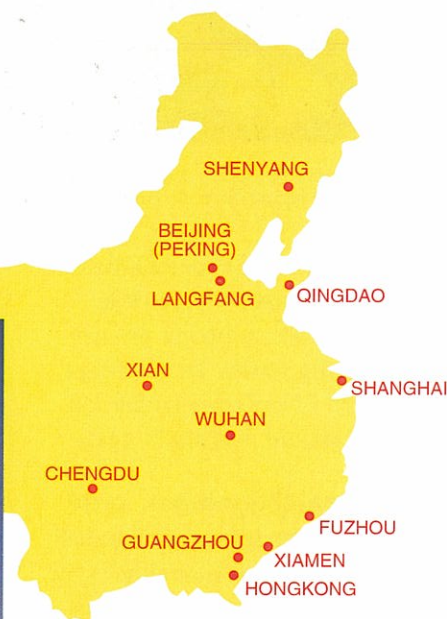 SHENYANG
BEIJING
(PEKING)
LANGFANG
QINGDAO
XIAN
SHANGHAI
WUHAN
CHENGDU
FUZHOU
GUANGZHOU
XIAMEN
HONGKONG